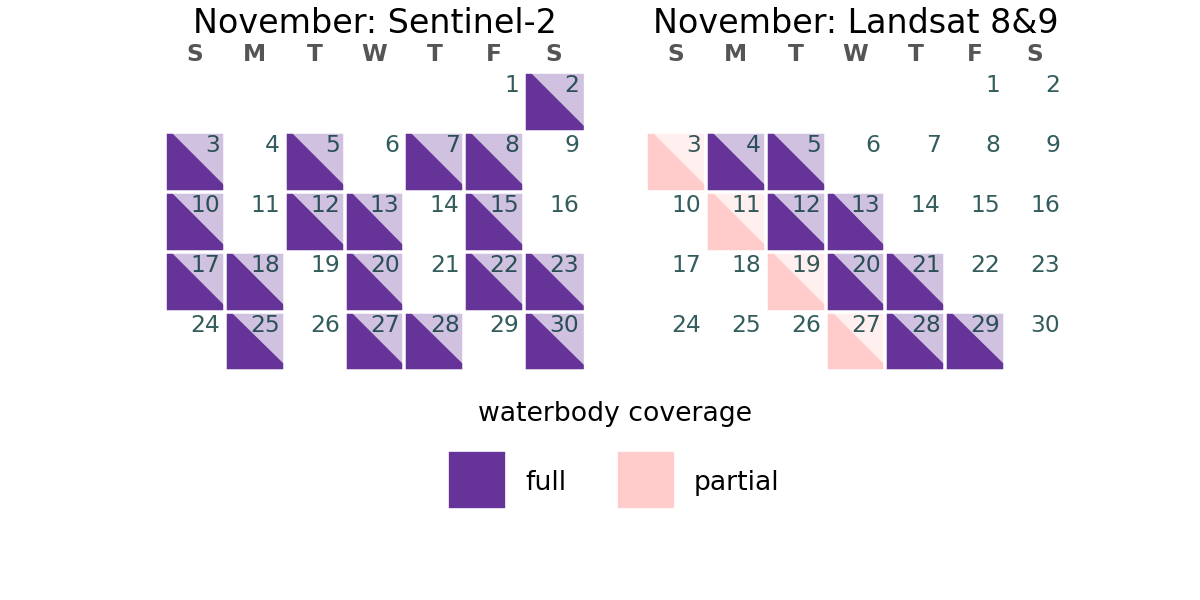 November: Sentinel-2
S M T W T F S
1 2
3 4 5 6 7 8 9
10 11 12 13 14 15 16
17 18 19 20 21 22 23
24 25 26 27 28 29 30
November: Landsat 8&9
S M T W T F S
1 2
3 4 5 6 7 8 9
10 11 12 13 14 15 16
17 18 19 20 21 22 23
24 25 26 27 28 29 30
waterbody coverage
full partial